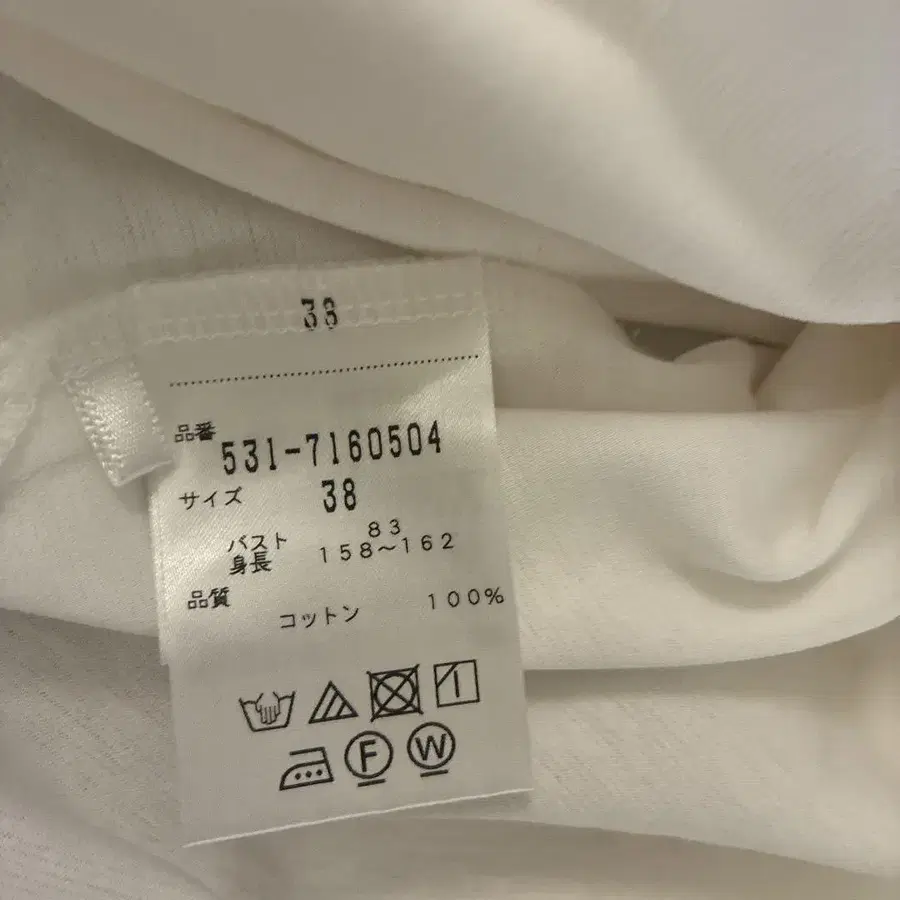 38
品番
531-7160504
サイズ 38
バスト 83
身長 158~162
品質
コットン 100%
F W